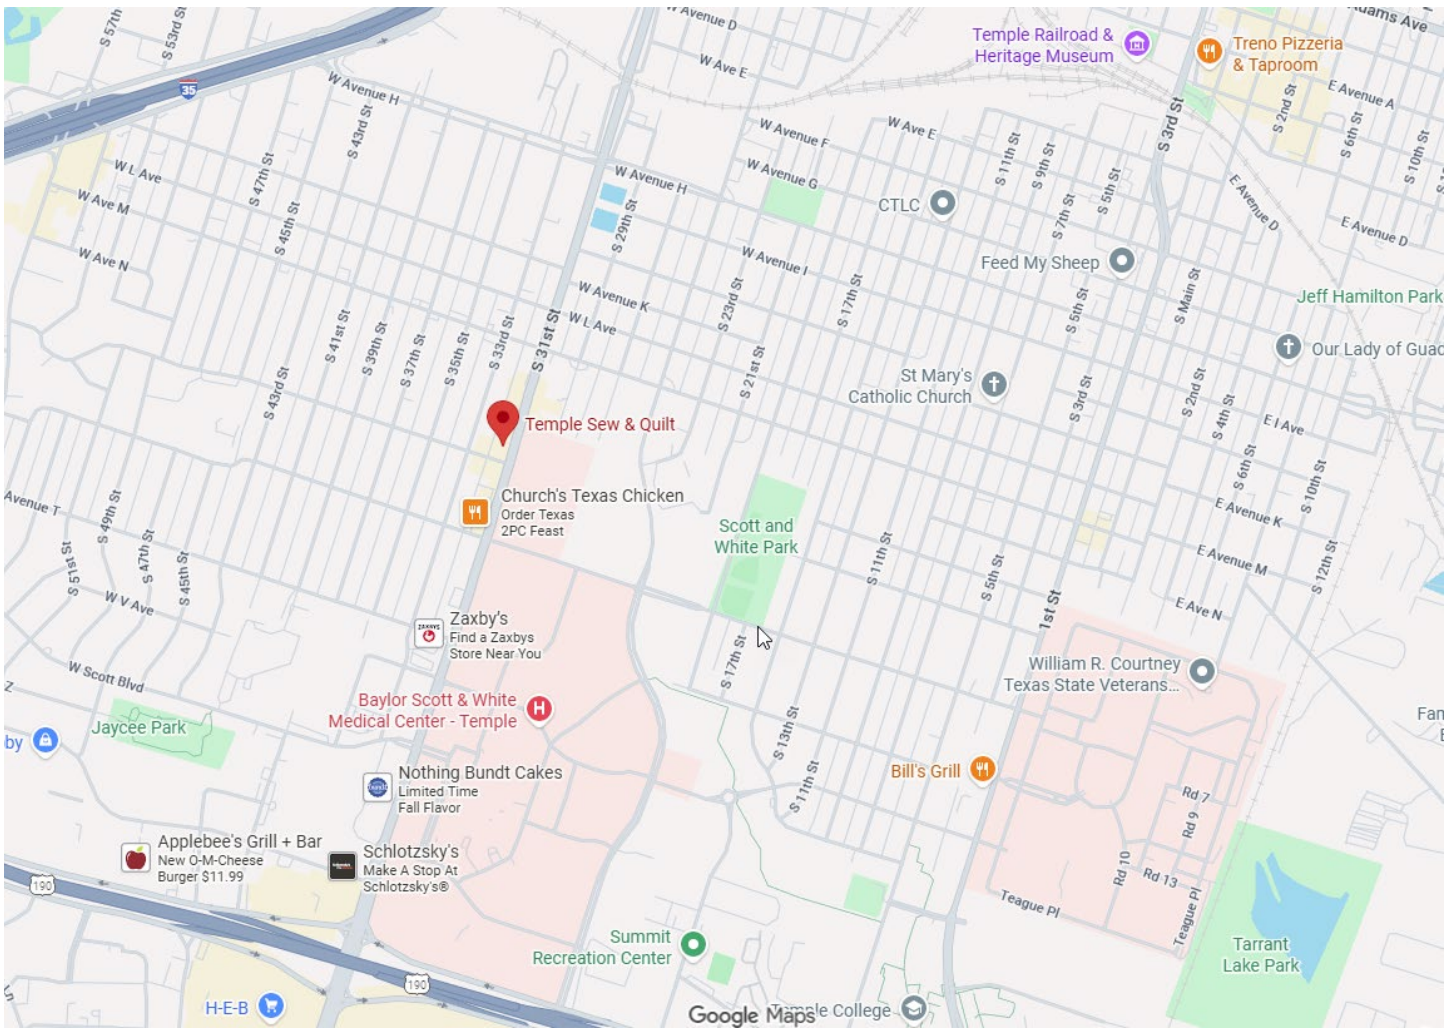 W Avenue D
Adams Ave
S 57th St
S 53rd St
Temple Railroad &
Heritage Museum
Treno Pizzeria
& Taproom
W Ave E
35
W Avenue H
S 43rd St
S 3rd St
S 2nd St
E Avenue A
S 6th St
S 10th St
W Avenue F
W Ave E
S 11th St
S 9th St
W L Ave
S 47th St
W Avenue H
W Avenue G
S 5th St
S 7th St
E Avenue D
W Ave M
S 45th St
S 29th St
CTLC
E Avenue D
W Ave N
W Avenue I
Feed My Sheep
S 17th St
S Main St
W Avenue K
S 23rd St
Jeff Hamilton Park
S 41st St
S 39th St
S 37th St
S 35th St
S 33rd St
S 31st St
W L Ave
S 5th St
Our Lady of Guad
S 43rd St
S 21st St
St Mary's
Catholic Church
S 3rd St
S 2nd St
S 4th St
Temple Sew & Quilt
E I Ave
S 6th St
S 10th St
Avenue T
S 49th St
Church's Texas Chicken
Order Texas
2PC Feast
E Avenue K
Scott and
White Park
S 51st St
S 47th St
S 45th St
S 11th St
S 5th St
E Avenue M
S 12th St
W V Ave
1st St
E Ave N
ZAXBYS
Zaxby's
Find a Zaxbys
Store Near You
W Scott Blvd
S 17th St
William R. Courtney
Texas State Veterans...
Z
Baylor Scott & White
Medical Center - Temple
H
Jaycee Park
S 13th St
Fam
by
Nothing Bundt Cakes
Limited Time
Fall Flavor
S 11th St
Bill's Grill
Rd 7
Rd 9
Applebee's Grill + Bar
New O-M-Cheese
Burger $11.99
Schlotzsky's
Make A Stop At
Schlotzsky's®
Rd 10
Rd 13
190
Teague Pl
Teague Pl
Summit
Recreation Center
Tarrant
Lake Park
190
Ln
H-E-B
Google Maps
Temple College